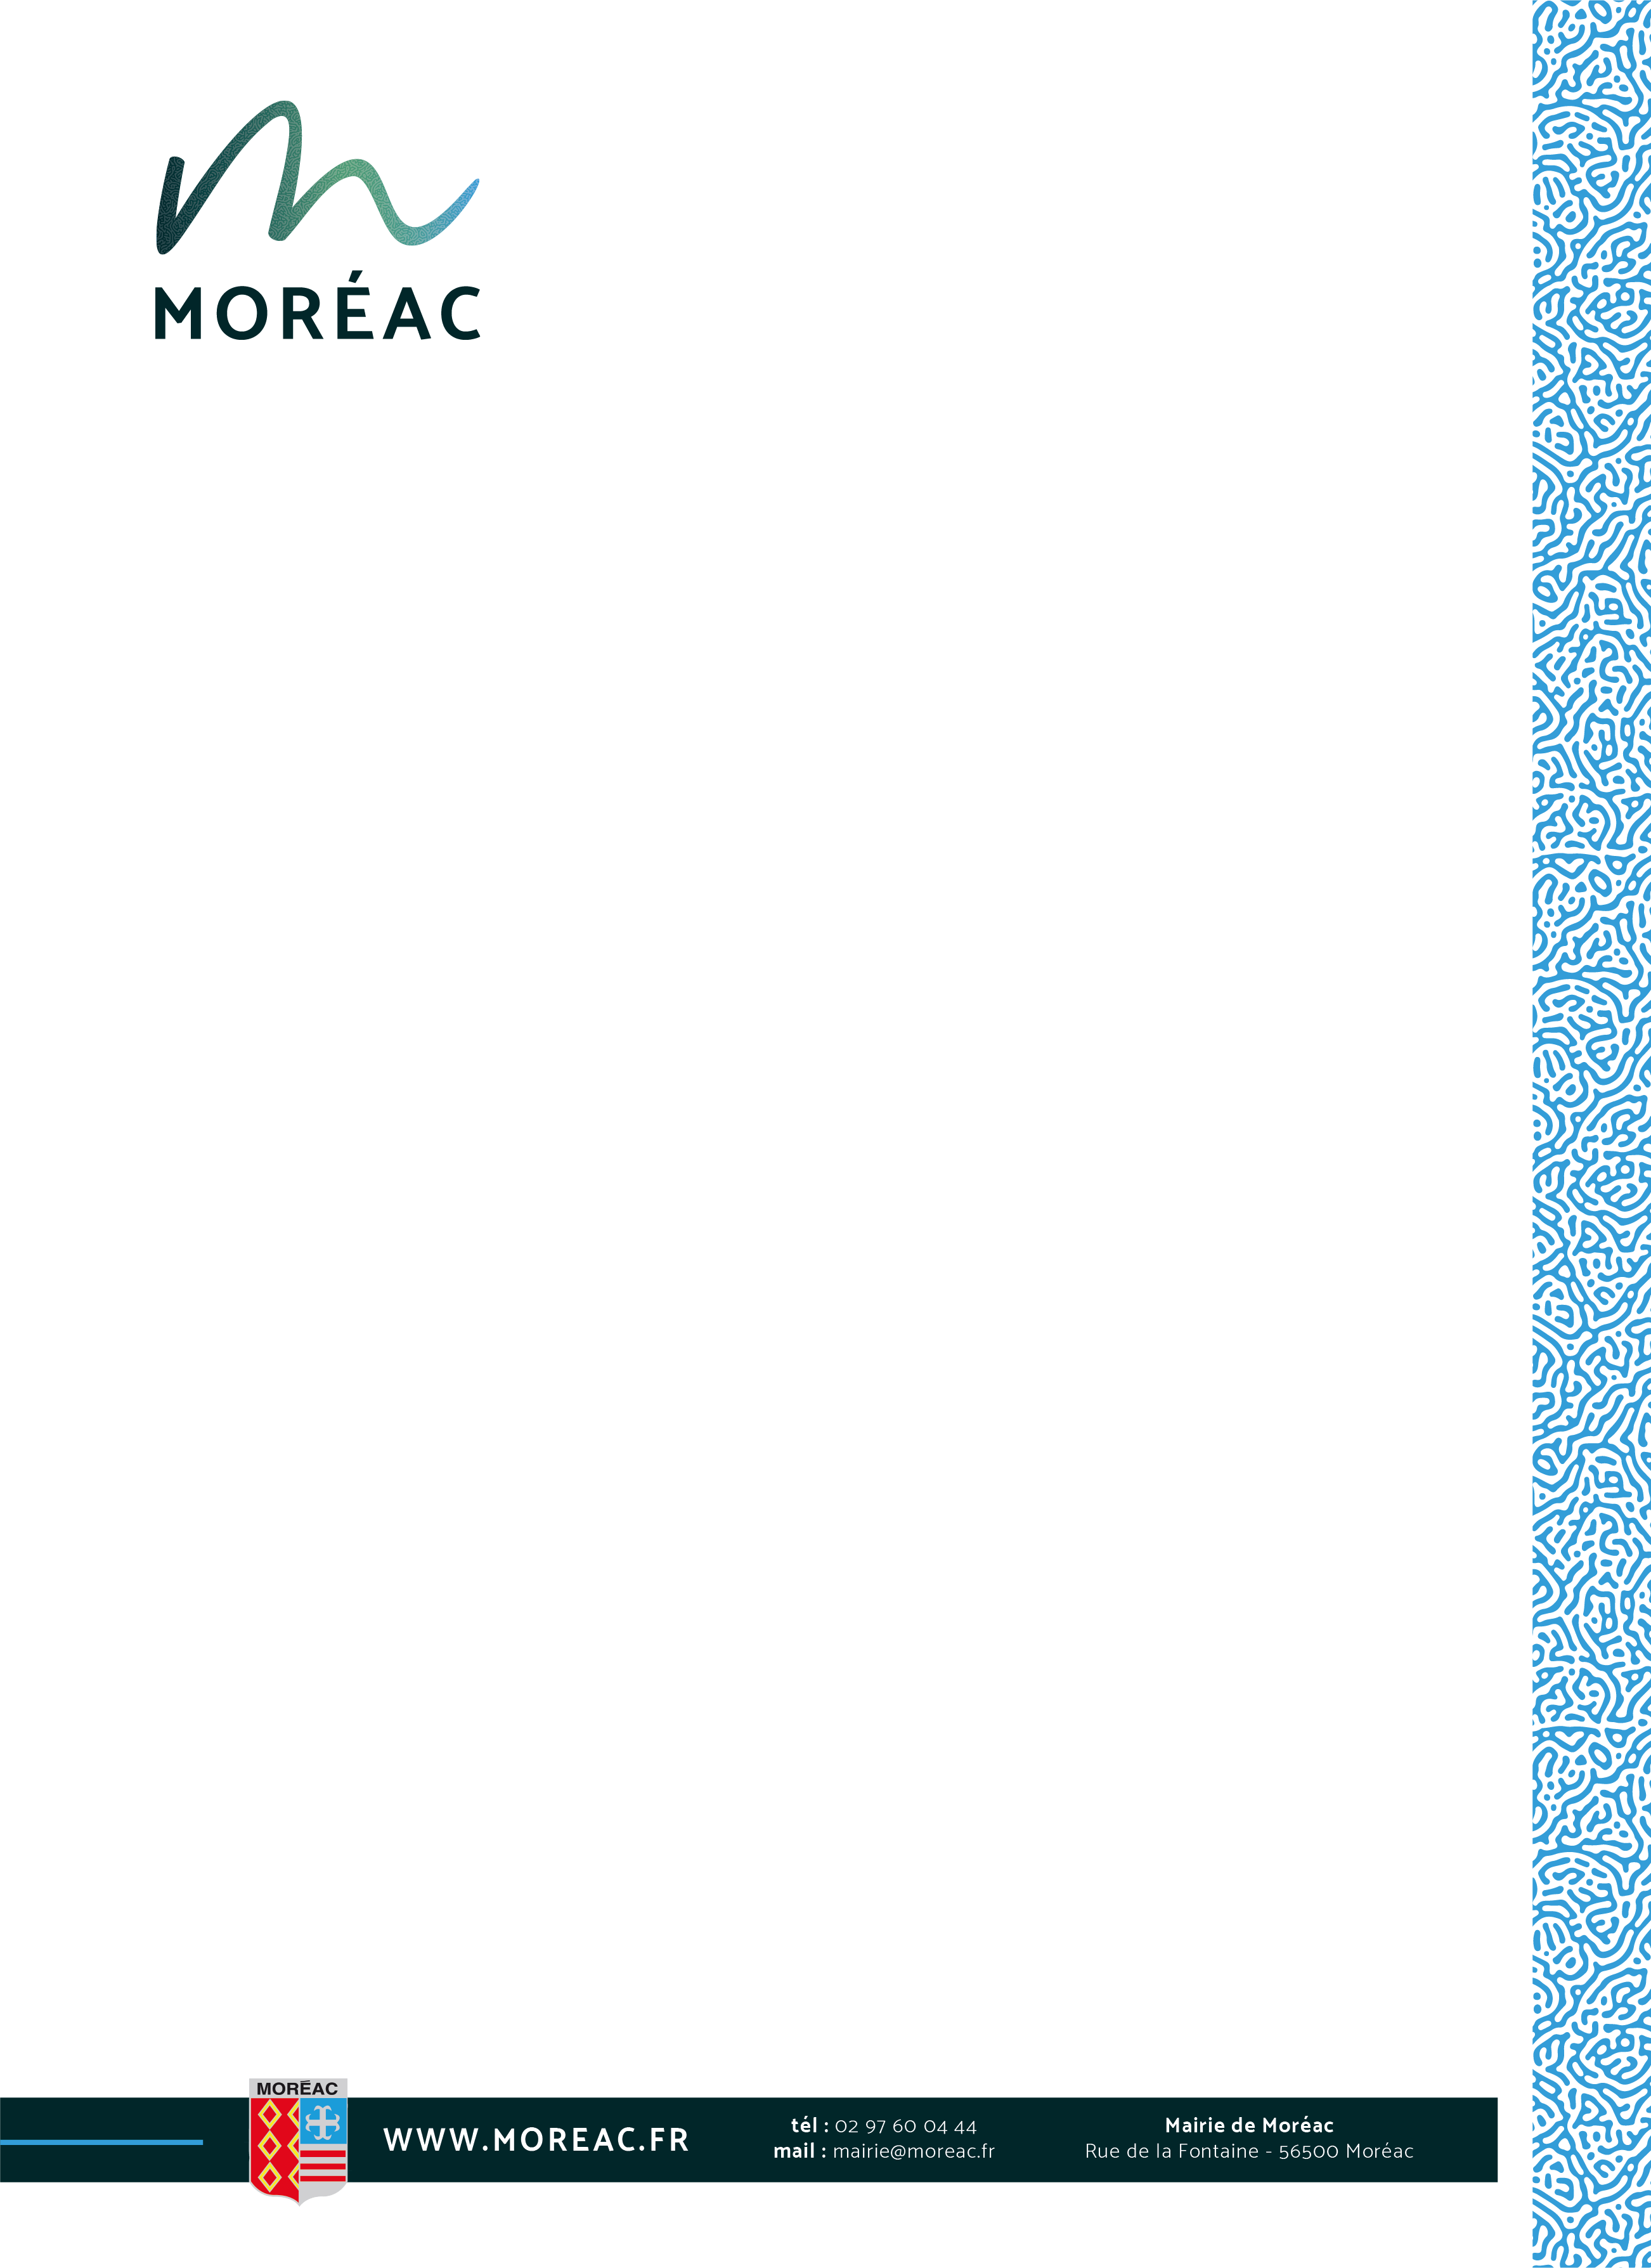 MORÉAC
MORÉAC
WWW.MOREAC.FR
tél : 02 97 60 04 44
mail : mairie@moreac.fr
Mairie de Moréac
Rue de la Fontaine - 56500 Moréac